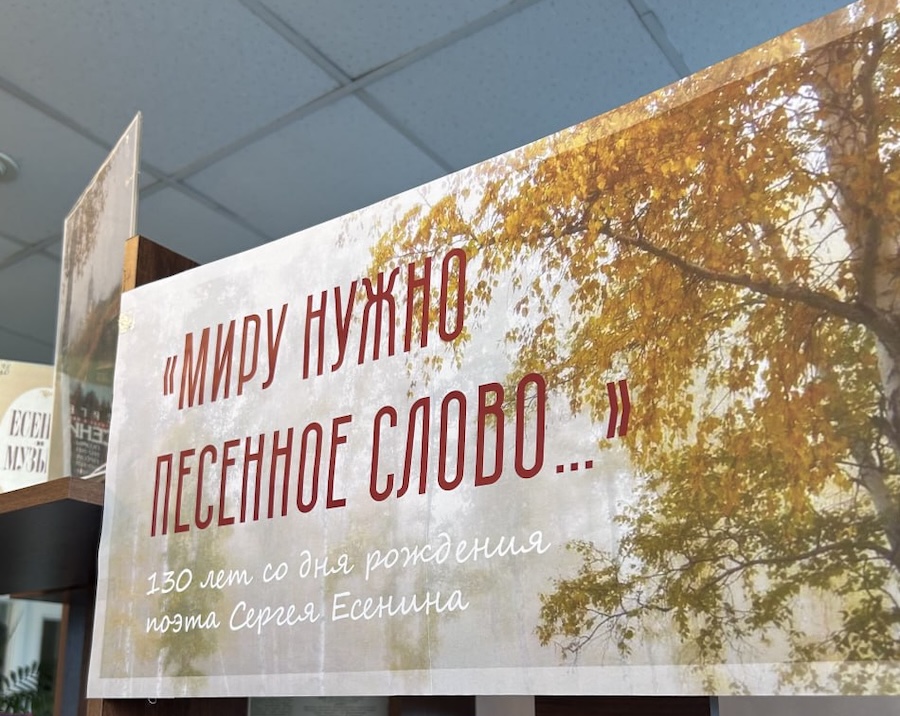 «МИРУ НУЖНО
ПЕСЕННОЕ СЛОВО...»
130 лет со дня рождения
поэта Сергея Есенина